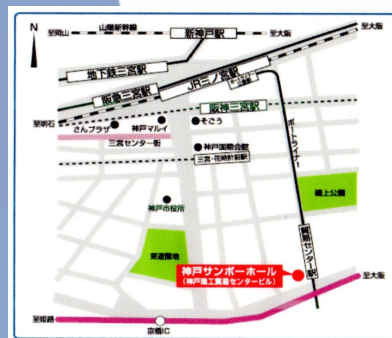 N
至岡山
山陽新幹線
新神戸駅
至大阪
至大阪
地下鉄三宮駅
JR三ノ宮駅
阪急三宮駅
阪神三宮駅
至明石
さんプラザ
神戸マルイ
そごう
三宮センター街
神戸国際会館
三宮・花時計前駅
ポートライナー
磯上公園
神戸市役所
貿易センター駅
東遊園地
神戸サンボーホール
(神戸商工貿易センタービル)
至大阪
至姫路
京橋IC